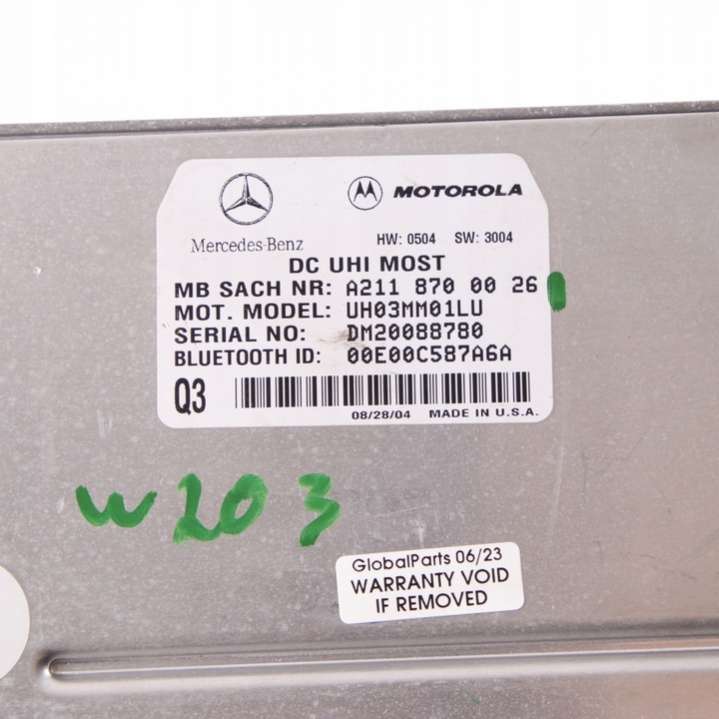 MOTOROLA
Mercedes-Benz
HW: 0504 SW: 3004
DC UHI MOST
MB SACH NR: A211 870 00 26
MOT. MODEL: UH03MM01LU
SERIAL NO: DM20088780
BLUETOOTH ID: 00E00C587A6A
Q3
08/28/04 MADE IN U.S.A.
W203
GlobalParts 06/23
WARRANTY VOID
IF REMOVED